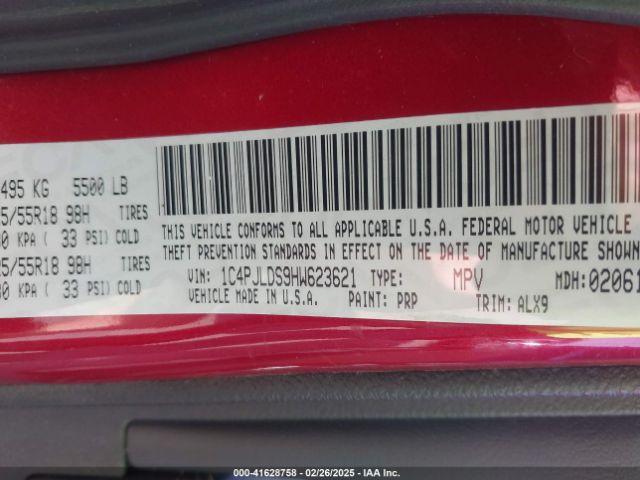 495 KG 5500 LB
5/55R18 98H TIRES
0 KPA ( 33 PSI) COLD
5/55R18 98H TIRES
0 KPA ( 33 PSI) COLD
THIS VEHICLE CONFORMS TO ALL APPLICABLE U.S.A. FEDERAL MOTOR VEHICLE
THEFT PREVENTION STANDARDS IN EFFECT ON THE DATE OF MANUFACTURE SHOWN
VIN: 1C4PJLDS9HW623621 TYPE: MPV MDH:02061
VEHICLE MADE IN U.S.A. PAINT: PRP TRIM: ALX9
000-41628758 - 02/26/2025 - IAA Inc.